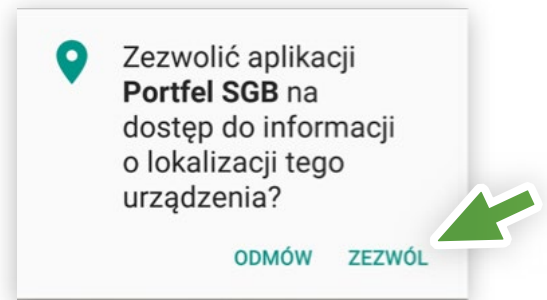 Zezwolić aplikacji
Portfel SGB na
dostęp do informacji
o lokalizacji tego
urządzenia?
ODMÓW ZEZWÓL